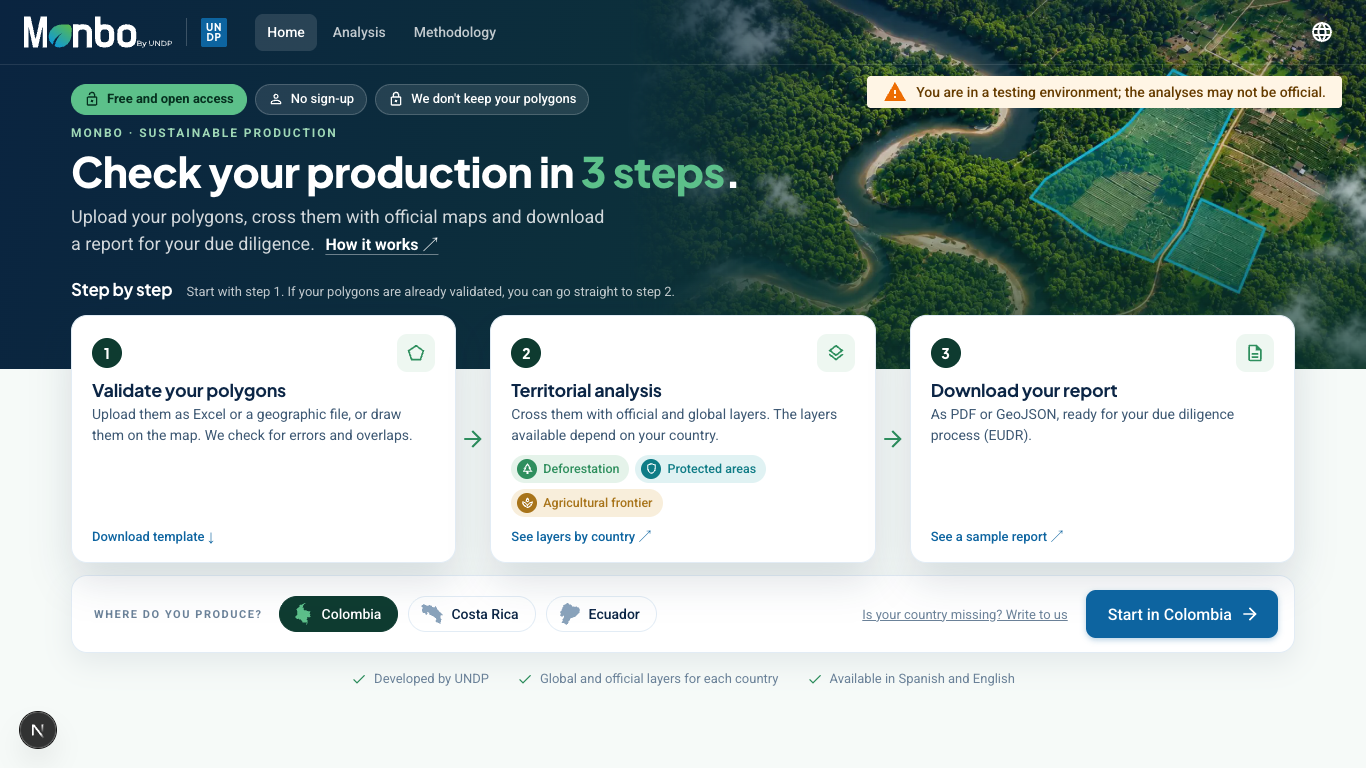 Monbo By UNDP
UN
DP
Home
Analysis
Methodology
Free and open access
No sign-up
We don't keep your polygons
You are in a testing environment; the analyses may not be official.
MONBO · SUSTAINABLE PRODUCTION
Check your production in 3 steps.
Upload your polygons, cross them with official maps and download
a report for your due diligence. How it works ↗
Step by step
Start with step 1. If your polygons are already validated, you can go straight to step 2.
1
Validate your polygons
Upload them as Excel or a geographic file, or draw
them on the map. We check for errors and overlaps.
Download template ↓
2
Territorial analysis
Cross them with official and global layers. The layers
available depend on your country.
Deforestation
Protected areas
Agricultural frontier
See layers by country ↗
3
Download your report
As PDF or GeoJSON, ready for your due diligence
process (EUDR).
See a sample report ↗
WHERE DO YOU PRODUCE?
Colombia
Costa Rica
Ecuador
Is your country missing? Write to us
Start in Colombia →
Developed by UNDP
Global and official layers for each country
Available in Spanish and English
N